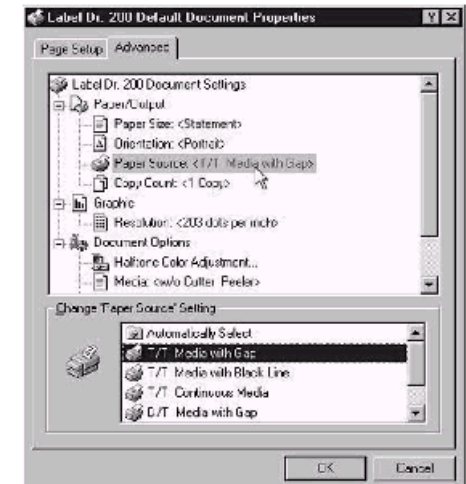 Label Dr. 200 Default Document Properties
Page Setup
Advanced
Label Dr. 200 Document Settings
Paper/Output
Paper Size: <Statement>
Orientation: <Portrait>
Paper Source: <T/T Media with Gap>
Copy Count: <1 Copy>
Graphic
Resolution: <203 dots per inch>
Document Options
Halftone Color Adjustment...
Media: <w/o Cutter Peeler>
Change 'Paper Source' Setting
Automatically Select
T/T Media with Gap
T/T Media with Black Line
T/T Continuous Media
D/T Media with Gap
OK
Cancel